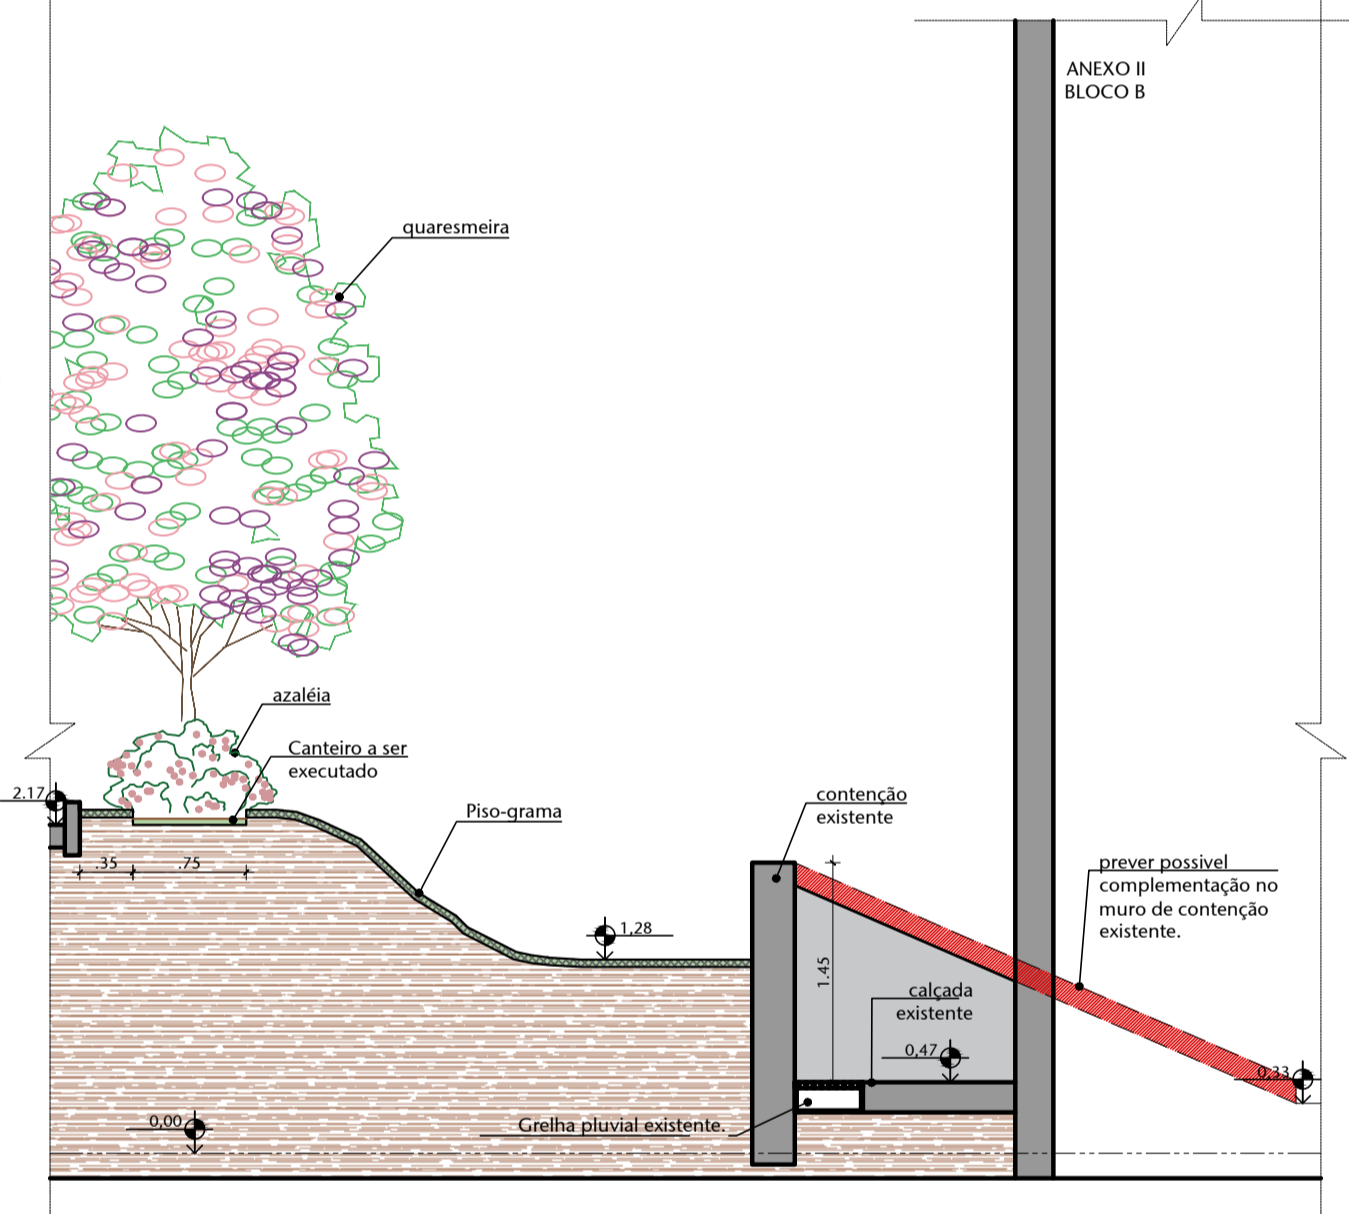 ANEXO II
BLOCO B
quaresmeira
azaléia
Canteiro a ser
executado
2.17
Piso-grama
contenção
existente
.35
.75
prever possivel
complementação no
muro de contenção
existente.
1,28
1.45
calçada
existente
0,47
0,33
0,00
Grelha pluvial existente.